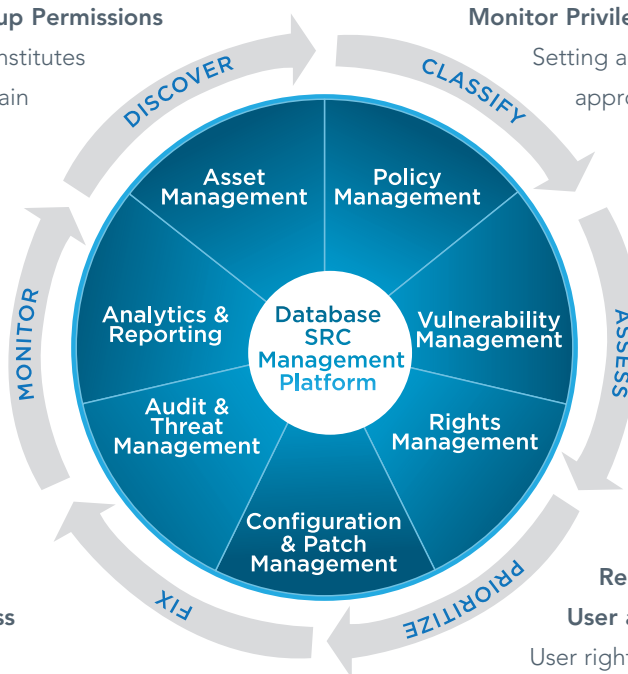 up Permissions
nstitutes
ain
Monitor Privile
Setting a
appro
DISCOVER
CLASSIFY
ASSESS
PRIORITIZE
FIX
MONITOR
Asset
Management
Policy
Management
Vulnerability
Management
Rights
Management
Configuration
& Patch
Management
Audit &
Threat
Management
Analytics &
Reporting
Database
SRC
Management
Platform
ss
Re
User a
User right